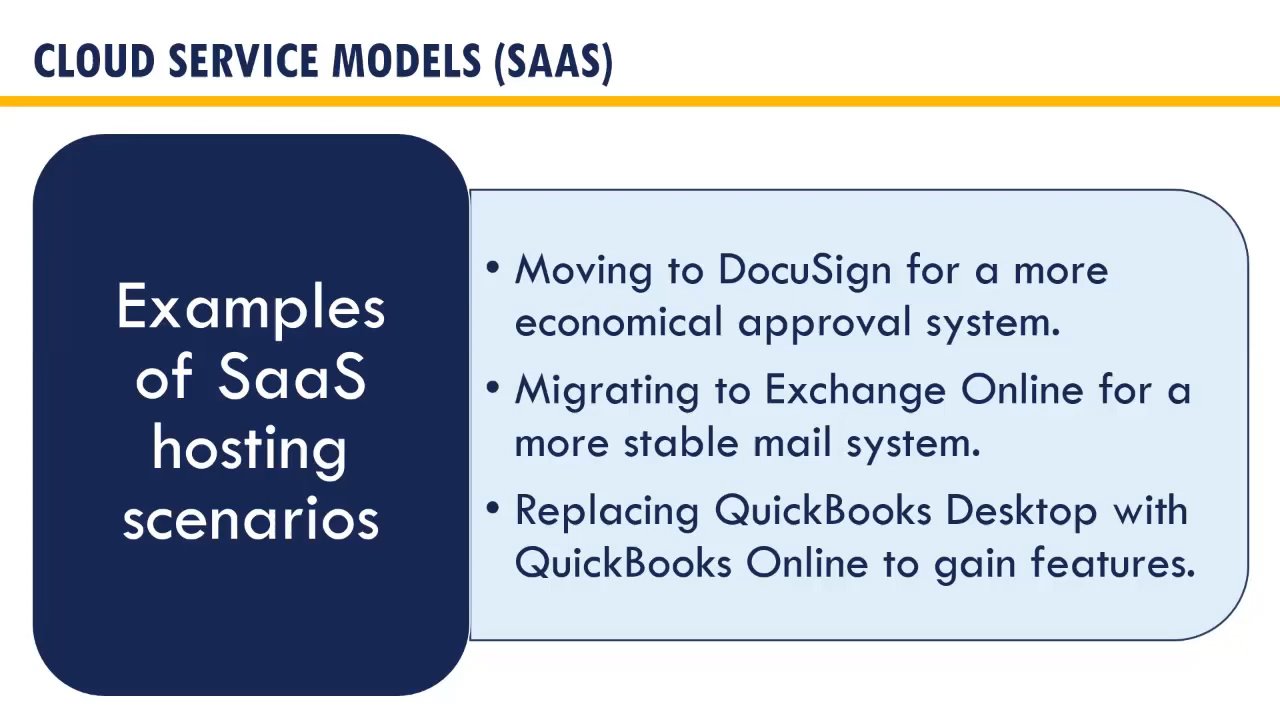 CLOUD SERVICE MODELS (SAAS)
Examples
of SaaS
hosting
scenarios
• Moving to DocuSign for a more
economical approval system.
• Migrating to Exchange Online for a
more stable mail system.
• Replacing QuickBooks Desktop with
QuickBooks Online to gain features.